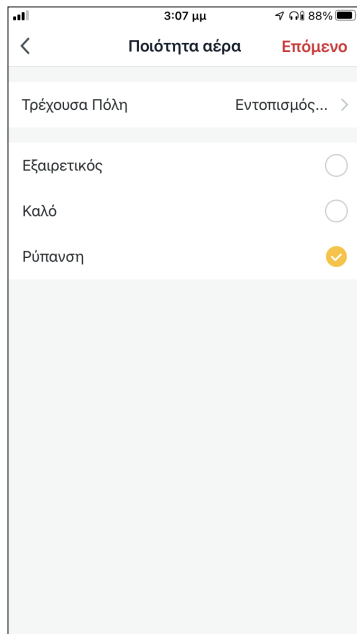 3:07 μμ 88%
Ποιότητα αέρα Επόμενο
Τρέχουσα Πόλη Εντοπισμός...
Εξαιρετικός
Καλό
Ρύπανση